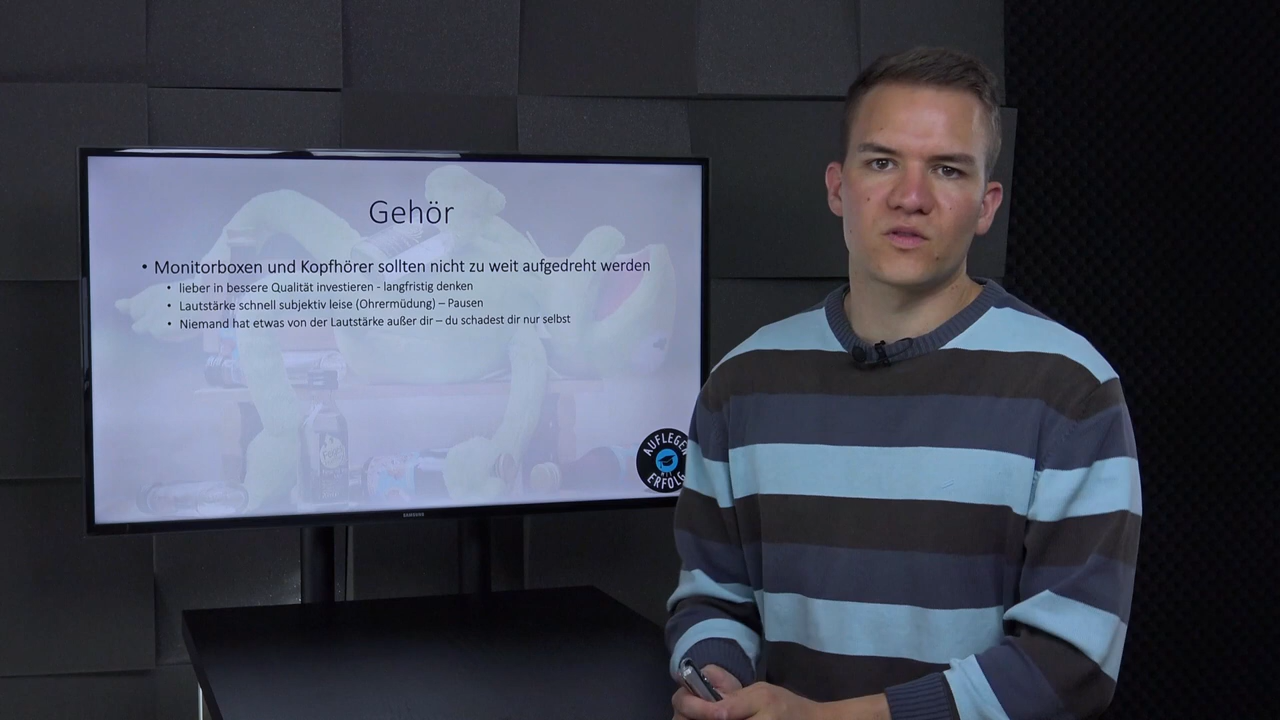 Gehör
• Monitorboxen und Kopfhörer sollten nicht zu weit aufgedreht werden
• lieber in bessere Qualität investieren - langfristig denken
• Lautstärke schnell subjektiv leise (Ohrermüdung) – Pausen
• Niemand hat etwas von der Lautstärke außer dir – du schadest dir nur selbst
AUFLEGEN
MIT
ERFOLG
SAMSUNG